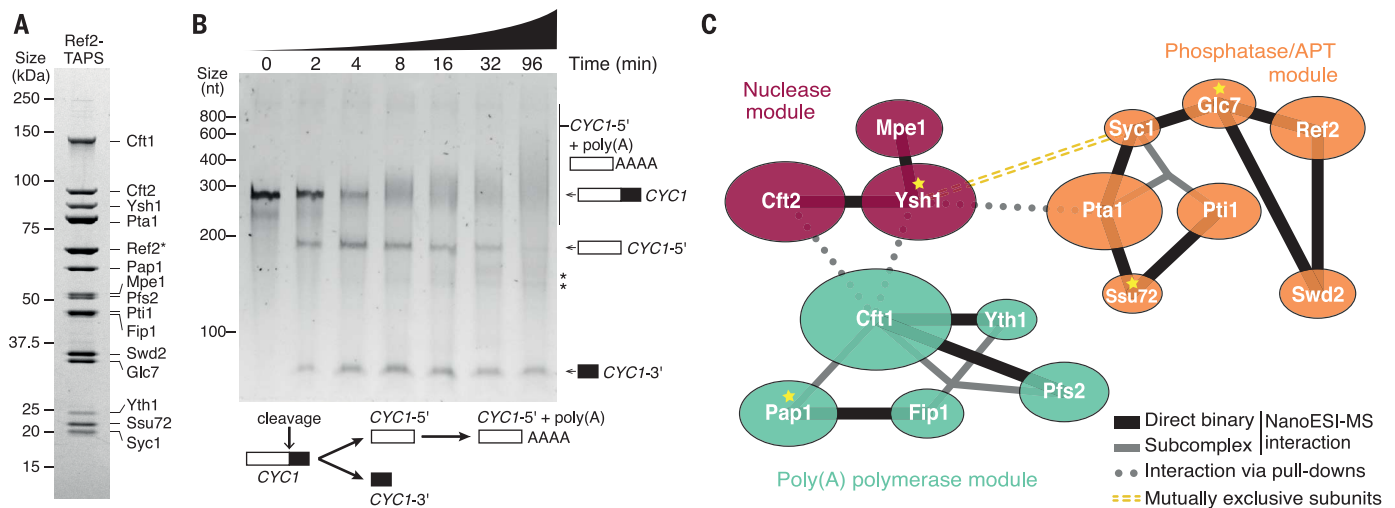 A
Ref2-
TAPS
Size
(kDa)
250
150
100
75
50
37.5
25
20
15
Cft1
Cft2
Ysh1
Pta1
Ref2*
Pap1
Mpe1
Pfs2
Pti1
Fip1
Swd2
Glc7
Yth1
Ssu72
Syc1
B
0 2 4 8 16 32 96 Time (min)
Size
(nt)
800
600
400
300
200
100
CYC1-5'
+ poly(A)
AAAA
CYC1
CYC1-5'
*
*
CYC1-3'
cleavage
CYC1
CYC1-5'
CYC1-3'
CYC1-5' + poly(A)
AAAA
C
Nuclease
module
Mpe1
Cft2
Ysh1
Phosphatase/APT
module
Glc7
Syc1
Ref2
Pta1
Pti1
Ssu72
Swd2
Cft1
Yth1
Pfs2
Pap1
Fip1
Poly(A) polymerase module
Direct binary
Subcomplex
NanoESI-MS
interaction
Interaction via pull-downs
Mutually exclusive subunits